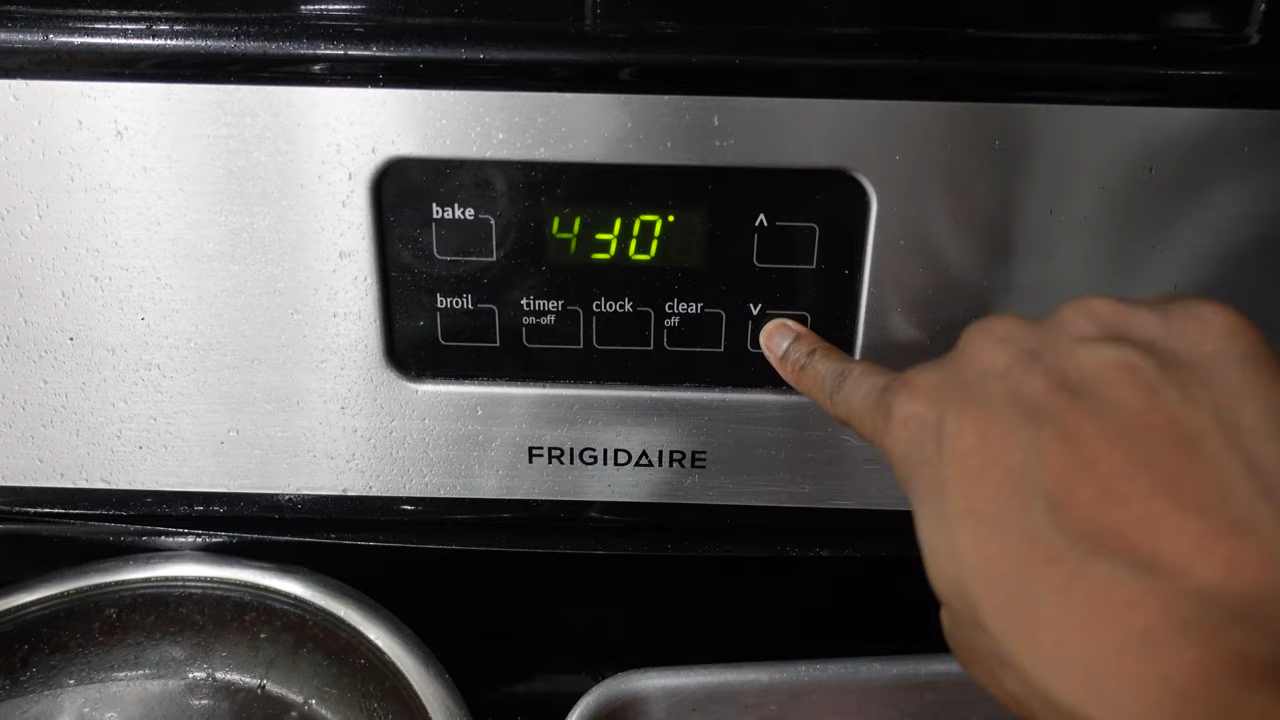 bake
430°
^
broil
timer
on-off
clock
clear
off
v
FRIGIDAIRE